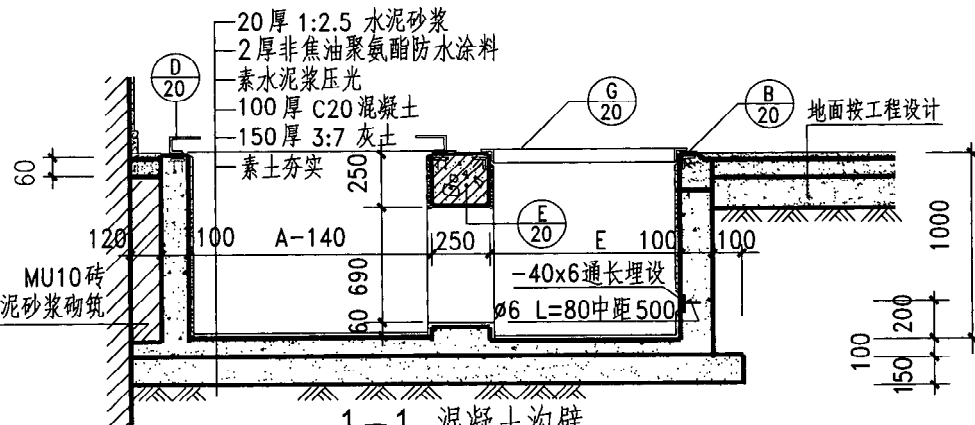 20厚 1:2.5 水泥砂浆
2厚非焦油聚氨酯防水涂料
素水泥浆压光
100厚 C20混凝土
150厚 3:7 灰土
素土夯实
D
20
G
20
B
20
地面按工程设计
60
250
E
20
1000
120
100
A-140
250
E
100
100
MU10砖
泥砂浆砌筑
690
60
-40x6通长埋设
ø6 L=80中距500
200
100
150
1-1 混凝土沟壁